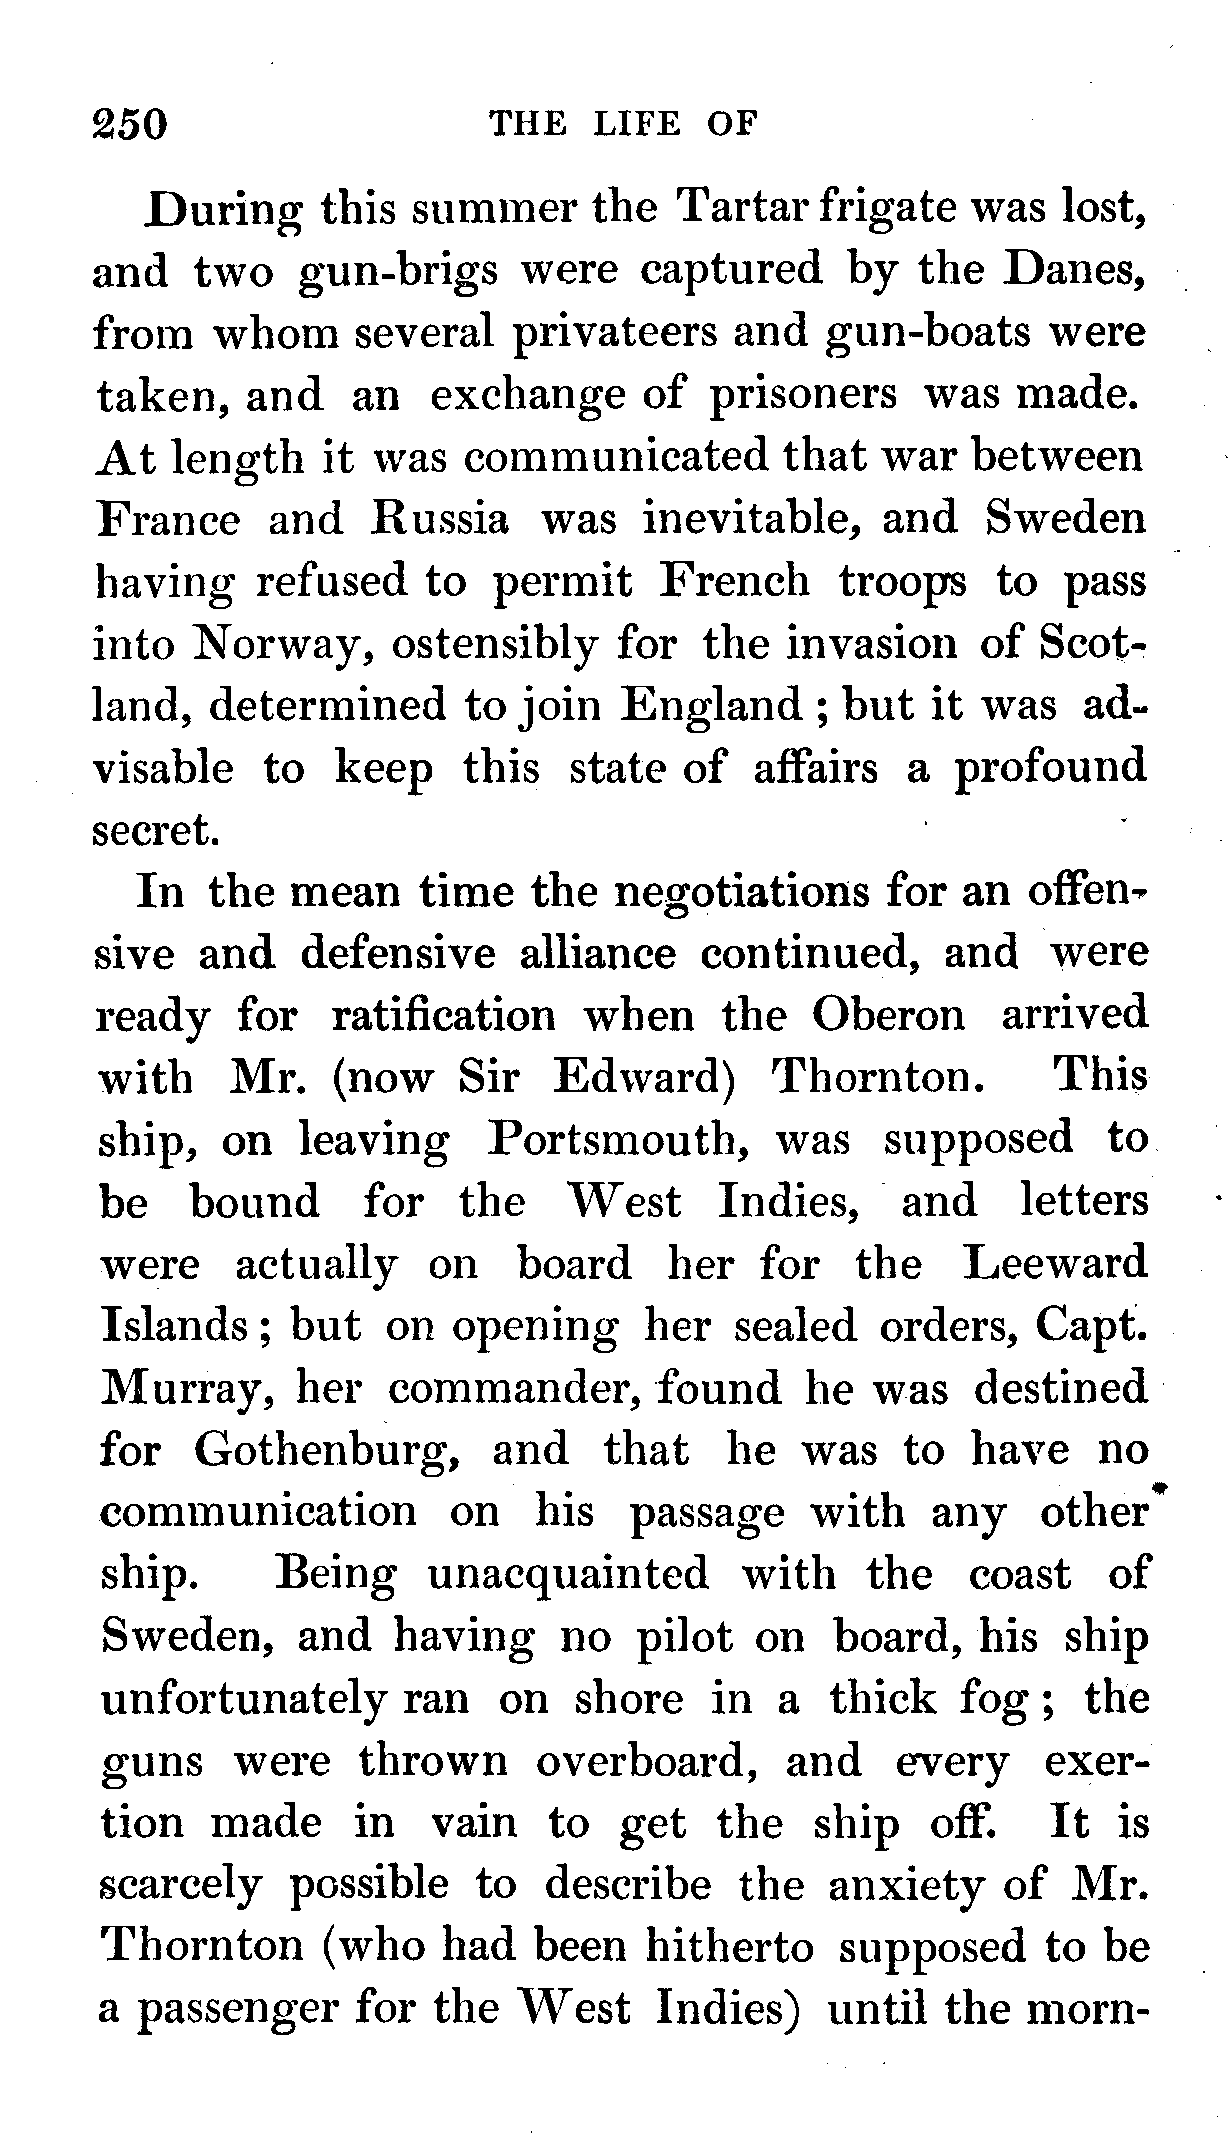 250 THE LIFE OF
During this summer the Tartar frigate was lost,
and two gun-brigs were captured by the Danes,
from whom several privateers and gun-boats were
taken, and an exchange of prisoners was made.
At length it was communicated that war between
France and Russia was inevitable, and Sweden
having refused to permit French troops to pass
into Norway, ostensibly for the invasion of Scot-
land, determined to join England ; but it was ad-
visable to keep this state of affairs a profound
secret.
In the mean time the negotiations for an offen-
sive and defensive alliance continued, and were
ready for ratification when the Oberon arrived
with Mr. (now Sir Edward) Thornton. This
ship, on leaving Portsmouth, was supposed to
be bound for the West Indies, and letters
were actually on board her for the Leeward
Islands ; but on opening her sealed orders, Capt.
Murray, her commander, found he was destined
for Gothenburg, and that he was to have no
communication on his passage with any other
ship. Being unacquainted with the coast of
Sweden, and having no pilot on board, his ship
unfortunately ran on shore in a thick fog ; the
guns were thrown overboard, and every exer-
tion made in vain to get the ship off. It is
scarcely possible to describe the anxiety of Mr.
Thornton (who had been hitherto supposed to be
a passenger for the West Indies) until the morn-